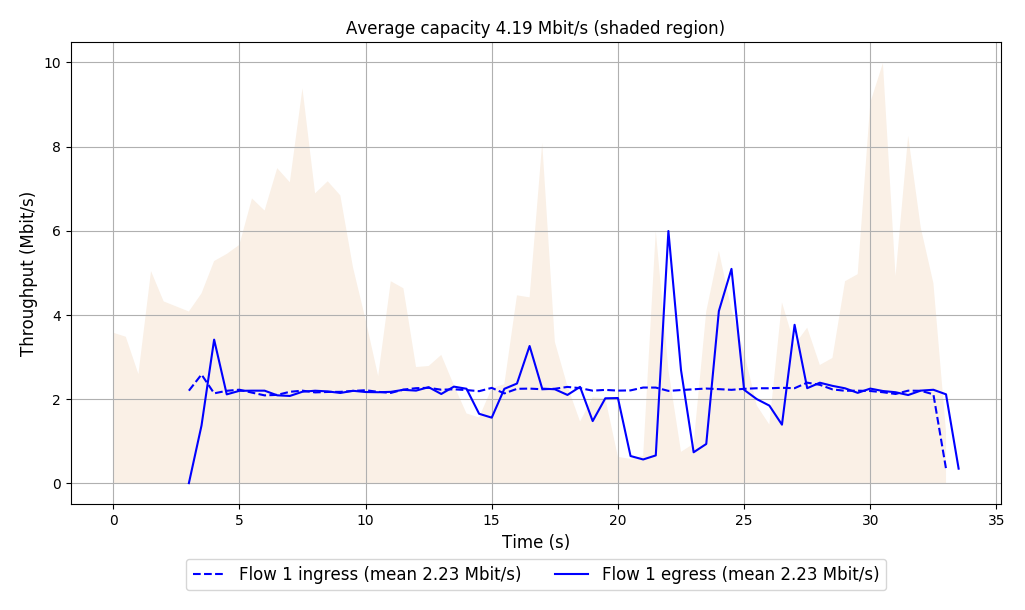 Average capacity 4.19 Mbit/s (shaded region)
10
8
6
4
2
0
Throughput (Mbit/s)
0 5 10 15 20 25 30 35
Time (s)
Flow 1 ingress (mean 2.23 Mbit/s) Flow 1 egress (mean 2.23 Mbit/s)